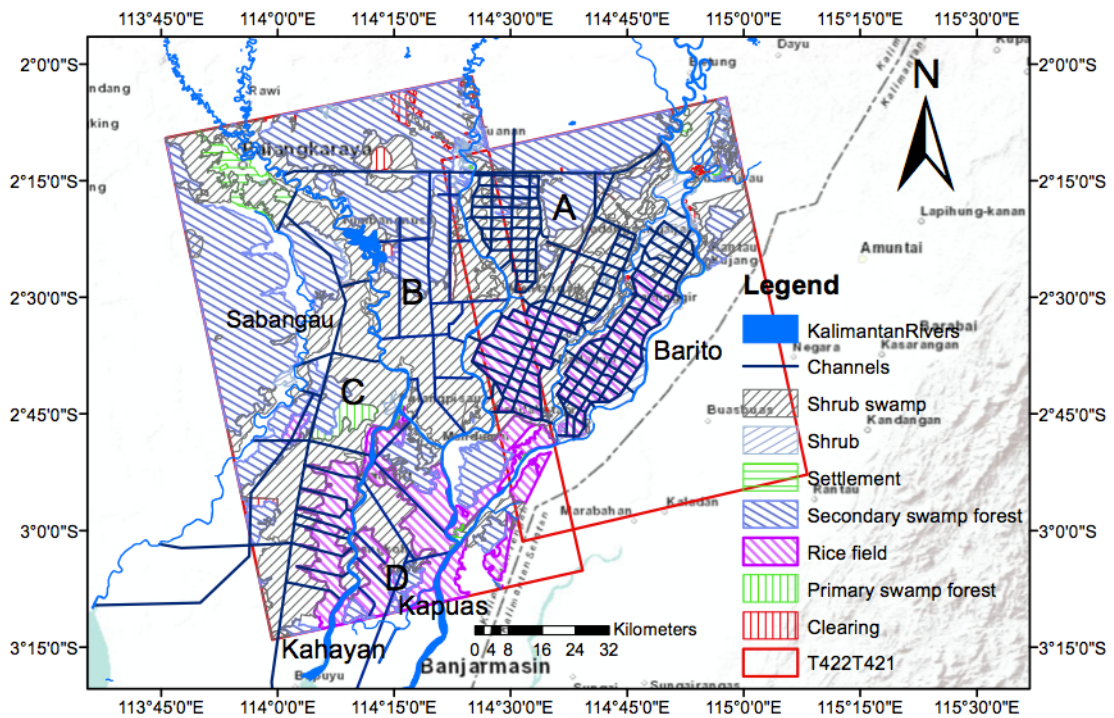 113°45'0"E 114°0'0"E 114°15'0"E 114°30'0"E 114°45'0"E 115°0'0"E 115°15'0"E 115°30'0"E
Dayu
2°0'0"S 2°0'0"S
Rawi
N
2°15'0"S 2°15'0"S
A
Lapihung-kanan
Amuntai
B
2°30'0"S 2°30'0"S
Legend
Sabangau
KalimantanRivers
Barabai
Barito
Negara
Kasarangan
Channels
C
Shrub swamp
2°45'0"S 2°45'0"S
Buasbuas
Kandangan
Shrub
Settlement
Rantau
Secondary swamp forest
Marabahan
Kaladan
3°0'0"S 3°0'0"S
Rice field
D
Primary swamp forest
Kapuas
Clearing
Kilometers
0 4 8 16 24 32
Kahayan
3°15'0"S 3°15'0"S
Banjarmasin
T422T421
Sungairangas
113°45'0"E 114°0'0"E 114°15'0"E 114°30'0"E 114°45'0"E 115°0'0"E 115°15'0"E 115°30'0"E